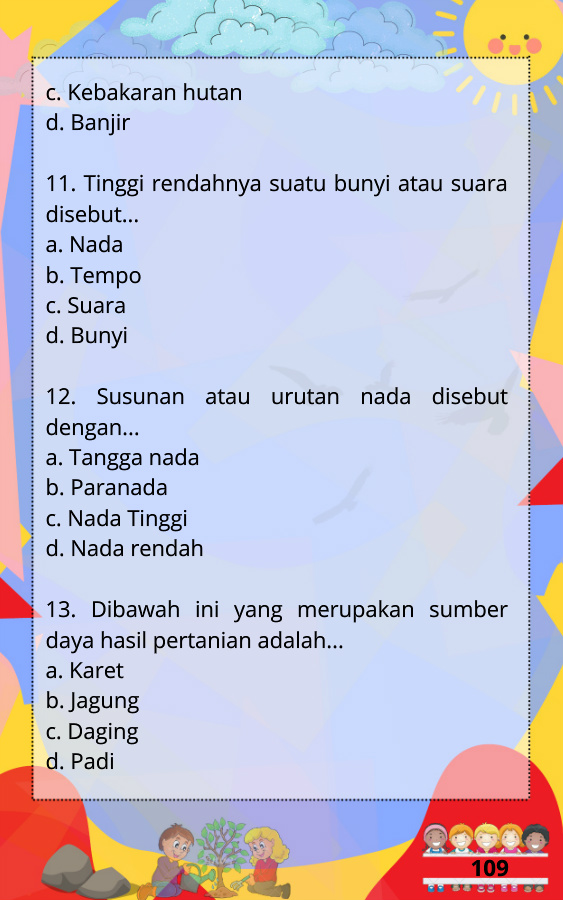 c. Kebakaran hutan
d. Banjir
11. Tinggi rendahnya suatu bunyi atau suara
disebut...
a. Nada
b. Tempo
c. Suara
d. Bunyi
12. Susunan atau urutan nada disebut
dengan...
a. Tangga nada
b. Paranada
c. Nada Tinggi
d. Nada rendah
13. Dibawah ini yang merupakan sumber
daya hasil pertanian adalah...
a. Karet
b. Jagung
c. Daging
d. Padi
109